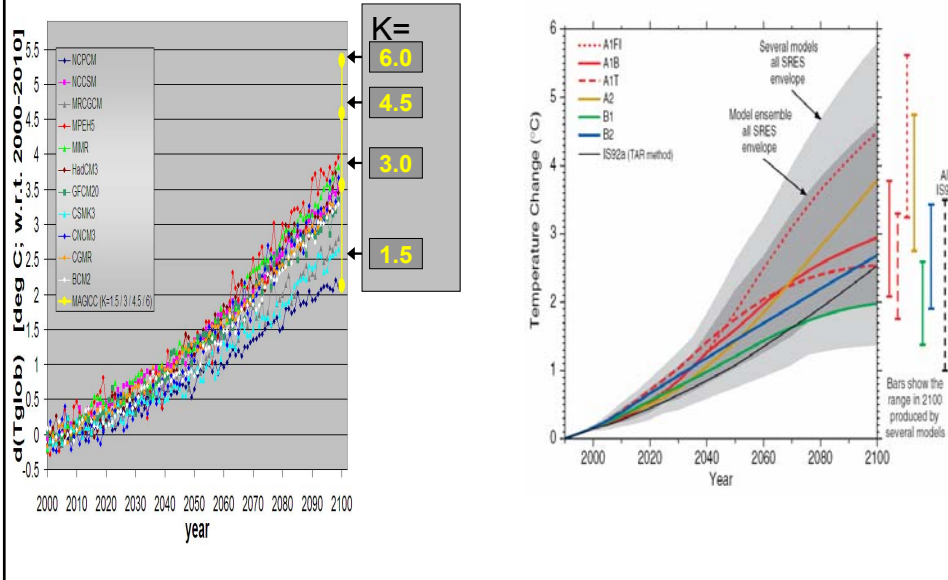 d(Tglob) [deg C; w.r.t. 2000-2010]
5.5
5
4.5
4
3.5
3
2.5
2
1.5
1
0.5
0
-0.5
NCPCM
NCCSM
MRCGCM
MPEH5
MIMR
HadCM3
GFCM20
CSMK3
CNCM3
CGMR
BCM2
MAGICC (K=1.5 / 3 / 4.5 / 6)
2000 2010 2020 2030 2040 2050 2060 2070 2080 2090 2100
year
K=
6.0
4.5
3.0
1.5
Temperature Change (°C)
6
5
4
3
2
1
0
A1FI
A1B
A1T
A2
B1
B2
IS92a (TAR method)
Several models
all SRES
envelope
Model ensemble
all SRES
envelope
2000 2020 2040 2060 2080 2100
Year
Bars show the
range in 2100
produced by
several models